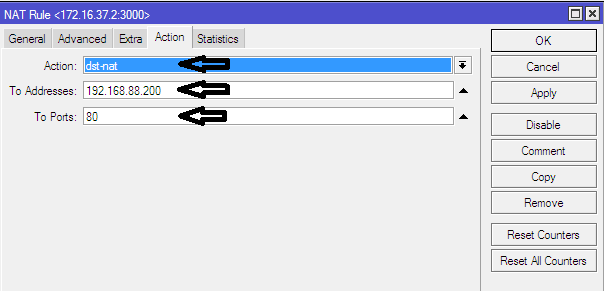 NAT Rule <172.16.37.2:3000>
General Advanced Extra Action Statistics
Action: dst-nat
To Addresses: 192.168.88.200
To Ports: 80
OK
Cancel
Apply
Disable
Comment
Copy
Remove
Reset Counters
Reset All Counters